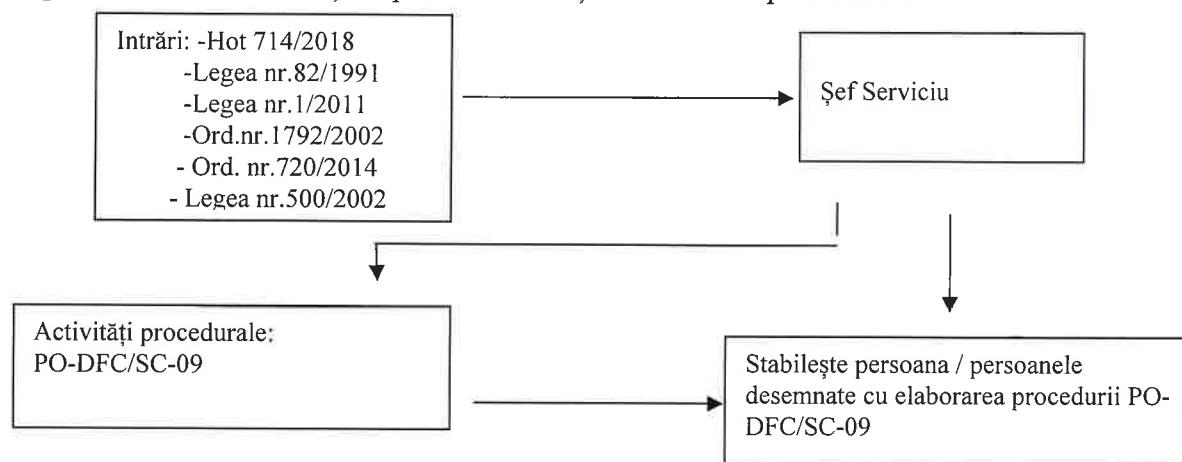 Intrări: -Hot 714/2018
-Legea nr.82/1991
-Legea nr.1/2011
-Ord.nr.1792/2002
- Ord. nr.720/2014
- Legea nr.500/2002
Șef Serviciu
Activități procedurale:
PO-DFC/SC-09
Stabilește persoana / persoanele
desemnate cu elaborarea procedurii PO-
DFC/SC-09